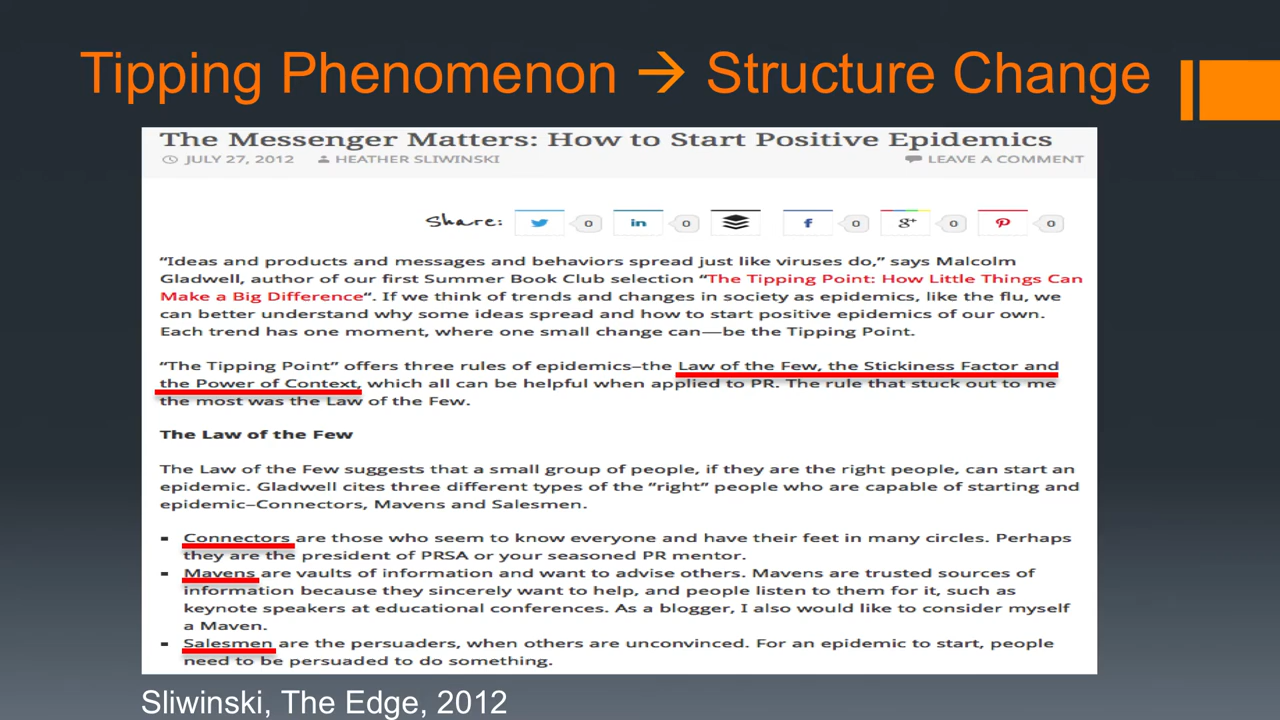 Tipping Phenomenon → Structure Change
The Messenger Matters: How to Start Positive Epidemics
JULY 27, 2012 HEATHER SLIWINSKI LEAVE A COMMENT
Share: 0 in 0 f 0 g+ 0 0
“Ideas and products and messages and behaviors spread just like viruses do,” says Malcolm
Gladwell, author of our first Summer Book Club selection “The Tipping Point: How Little Things Can
Make a Big Difference“. If we think of trends and changes in society as epidemics, like the flu, we
can better understand why some ideas spread and how to start positive epidemics of our own.
Each trend has one moment, where one small change can—be the Tipping Point.
“The Tipping Point” offers three rules of epidemics–the Law of the Few, the Stickiness Factor and
the Power of Context, which all can be helpful when applied to PR. The rule that stuck out to me
the most was the Law of the Few.
The Law of the Few
The Law of the Few suggests that a small group of people, if they are the right people, can start an
epidemic. Gladwell cites three different types of the “right” people who are capable of starting and
epidemic–Connectors, Mavens and Salesmen.
▪ Connectors are those who seem to know everyone and have their feet in many circles. Perhaps
they are the president of PRSA or your seasoned PR mentor.
▪ Mavens are vaults of information and want to advise others. Mavens are trusted sources of
information because they sincerely want to help, and people listen to them for it, such as
keynote speakers at educational conferences. As a blogger, I also would like to consider myself
a Maven.
▪ Salesmen are the persuaders, when others are unconvinced. For an epidemic to start, people
need to be persuaded to do something.
Sliwinski, The Edge, 2012